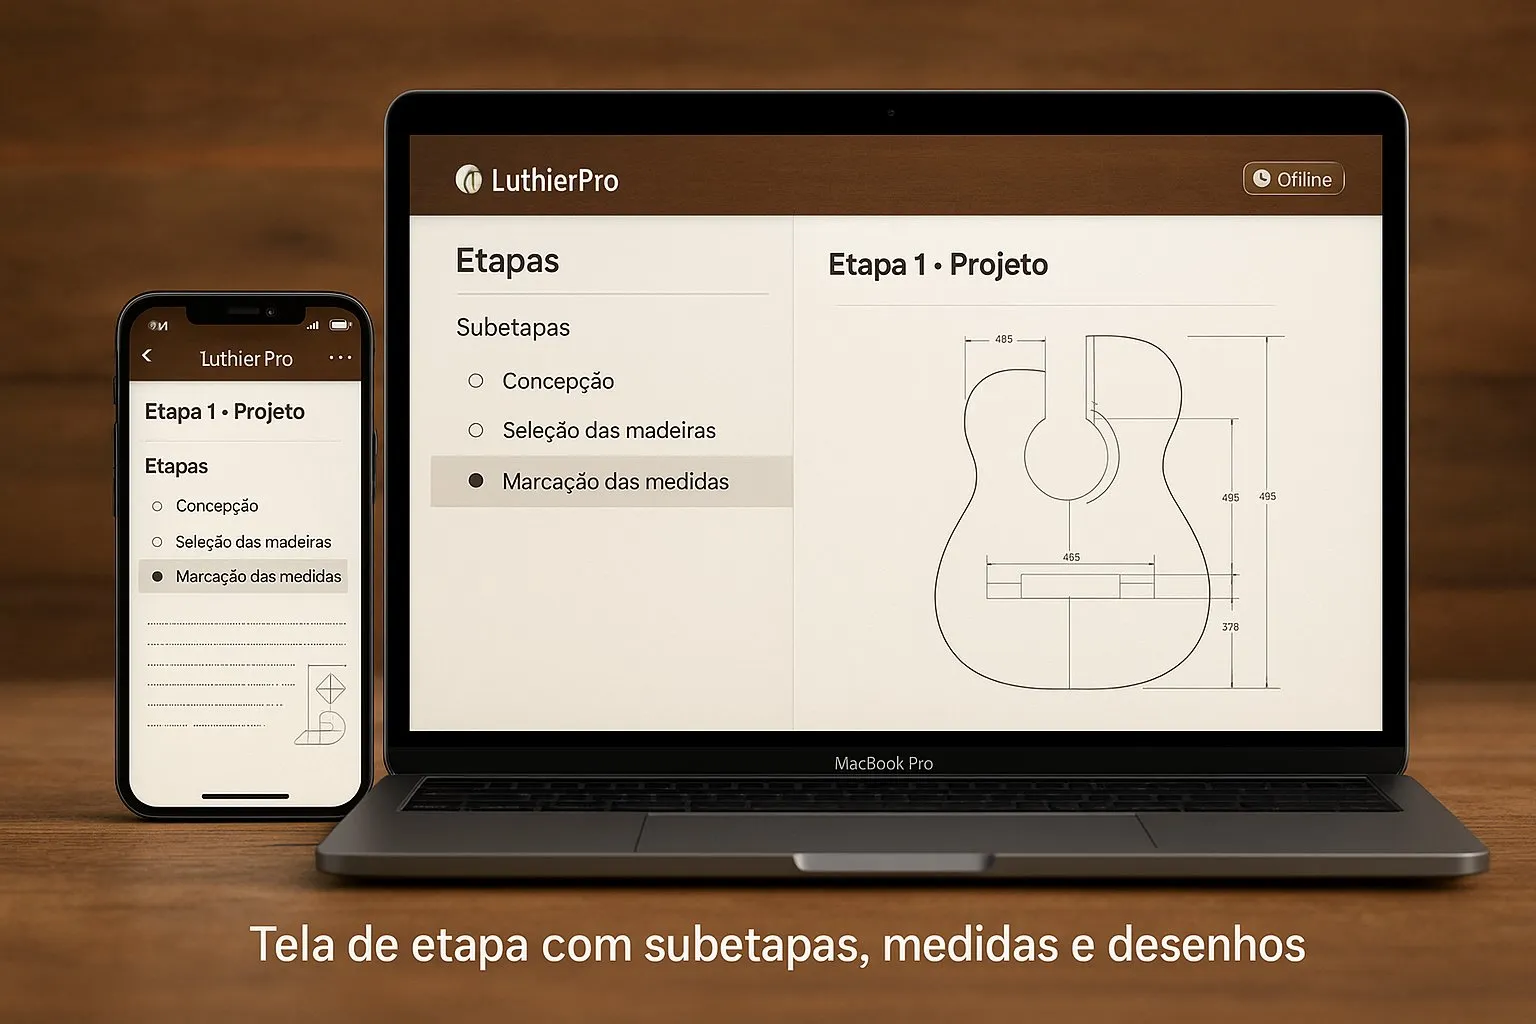 LuthierPro
Ofiline
Etapas
Subetapas
Concepção
Seleção das madeiras
Marcação das medidas
Etapa 1 • Projeto
485
495
495
465
378
MacBook Pro
Luthier Pro
Etapa 1 • Projeto
Etapas
Concepção
Seleção das madeiras
Marcação das medidas
Tela de etapa com subetapas, medidas e desenhos